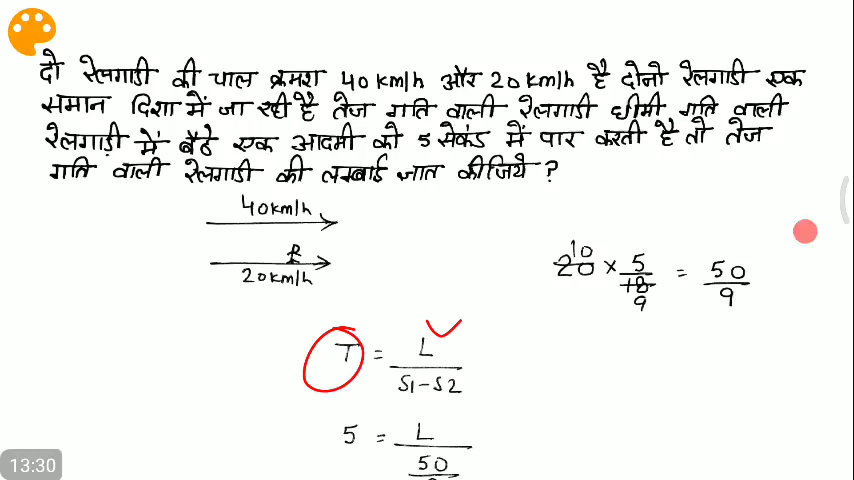 दो रेलगाडी की चाल क्रमश 40 km/h और 20 km/h है दोनो रेलगाडी एक
समान दिशा में जा रही है तेज गति वाली रेलगाडी धीमी गति वाली
रेलगाड़ी में बैठे एक आदमी को 5 सेकंड में पार करती है तो तेज
गति वाली रेलगाडी की लम्बाई ज्ञात कीजिये ?
40km/h
20km/h
10
20 × 5/18 = 50/9
9
T = L/S1-S2
5 = L/50
13:30